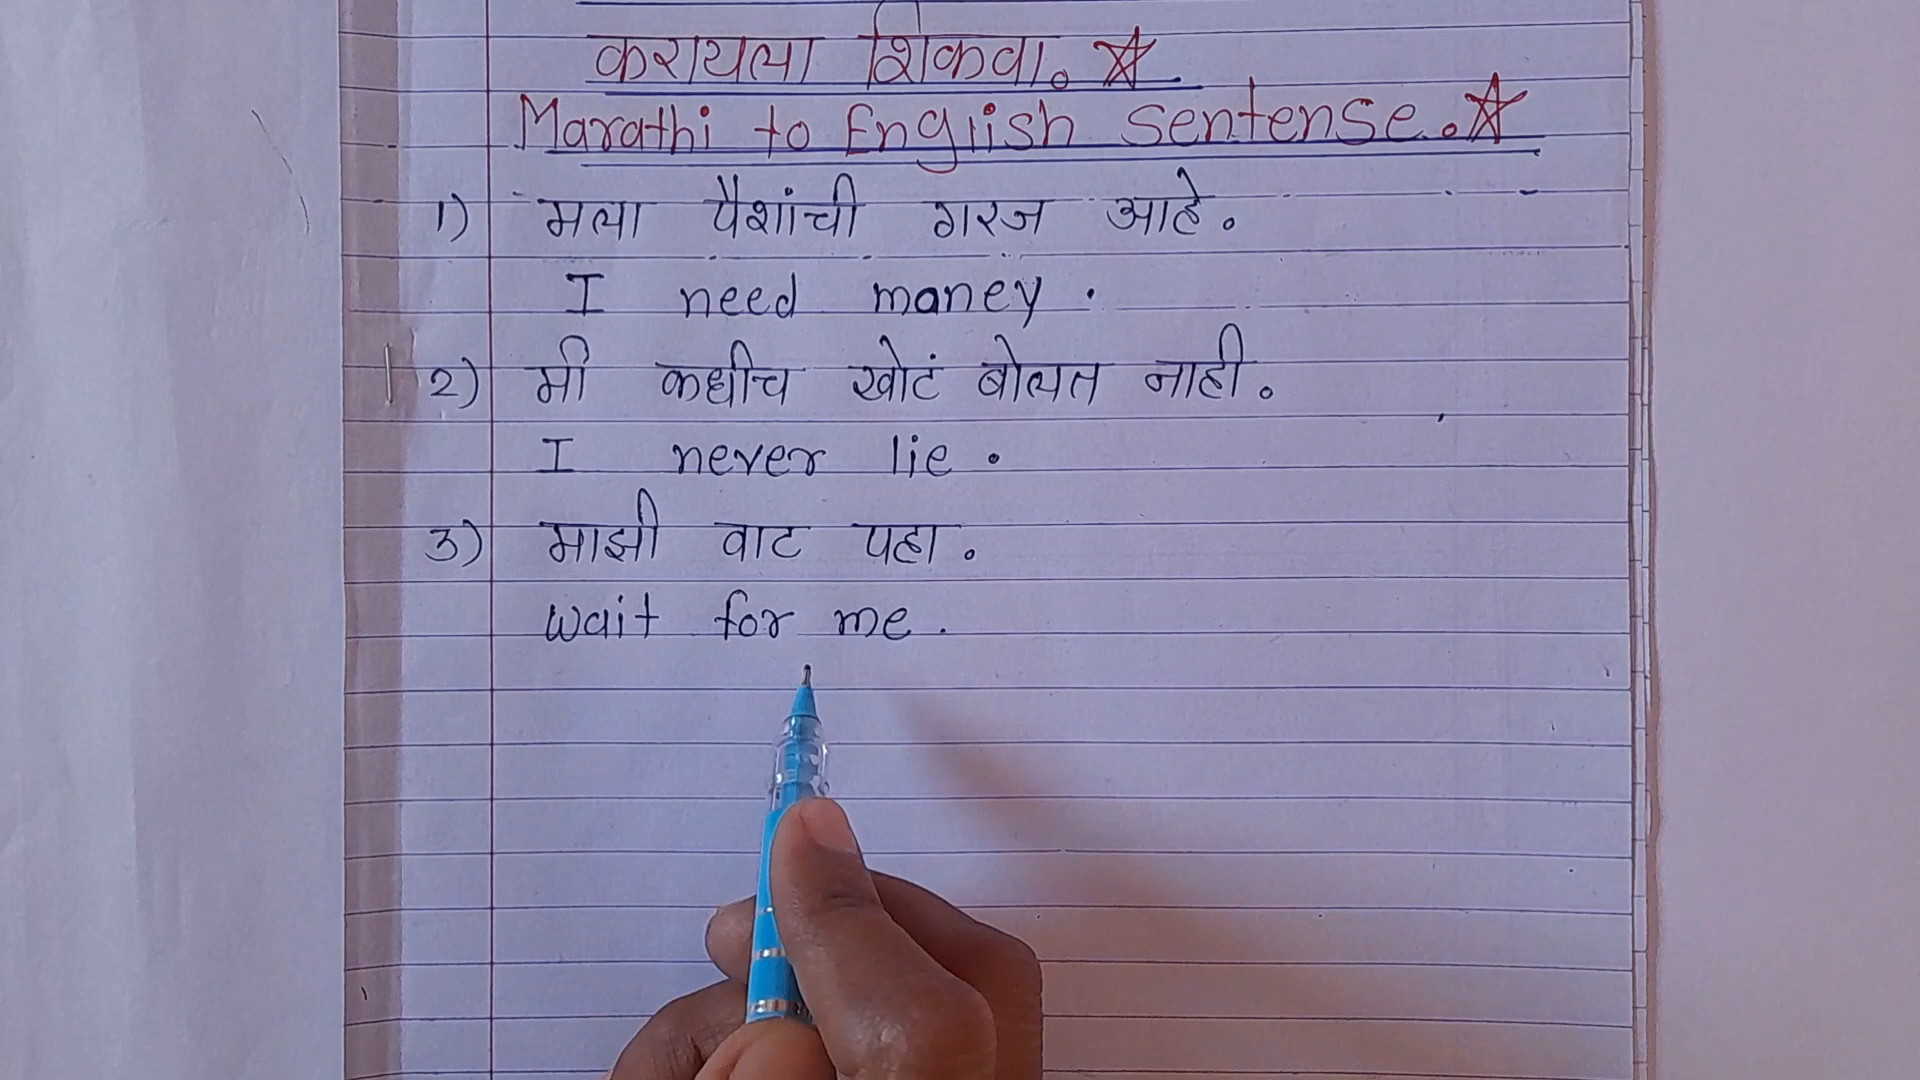 करायला शिकवा.
Marathi to English Sentense.
1) मला पैशांची गरज आहे.
I need money.
2) मी कधीच खोटं बोलत नाही.
I never lie.
3) माझी वाट पहा.
Wait for me.